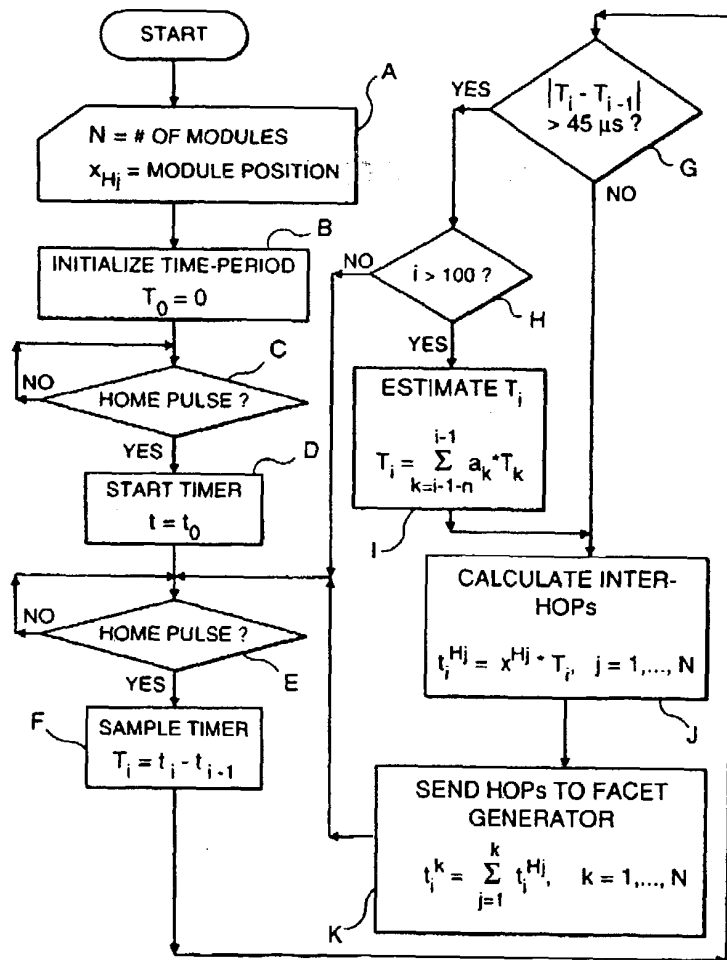 START
A
N = # OF MODULES
x_Hj = MODULE POSITION
B
INITIALIZE TIME-PERIOD
T_0 = 0
C
NO
HOME PULSE ?
YES
D
START TIMER
t = t_0
NO
HOME PULSE ?
YES
E
F
SAMPLE TIMER
T_i = t_i - t_i-1
YES
|T_i - T_i-1|
> 45 µs ?
G
NO
NO
i > 100 ?
H
YES
ESTIMATE T_i
T_i = Σ_{k=i-1-n}^{i-1} a_k*T_k
I
CALCULATE INTER-
HOPs
t_i^Hj = x^Hj * T_i, j = 1,..., N
J
SEND HOPs TO FACET
GENERATOR
t_i^k = Σ_{j=1}^{k} t_i^Hj, k = 1,..., N
K